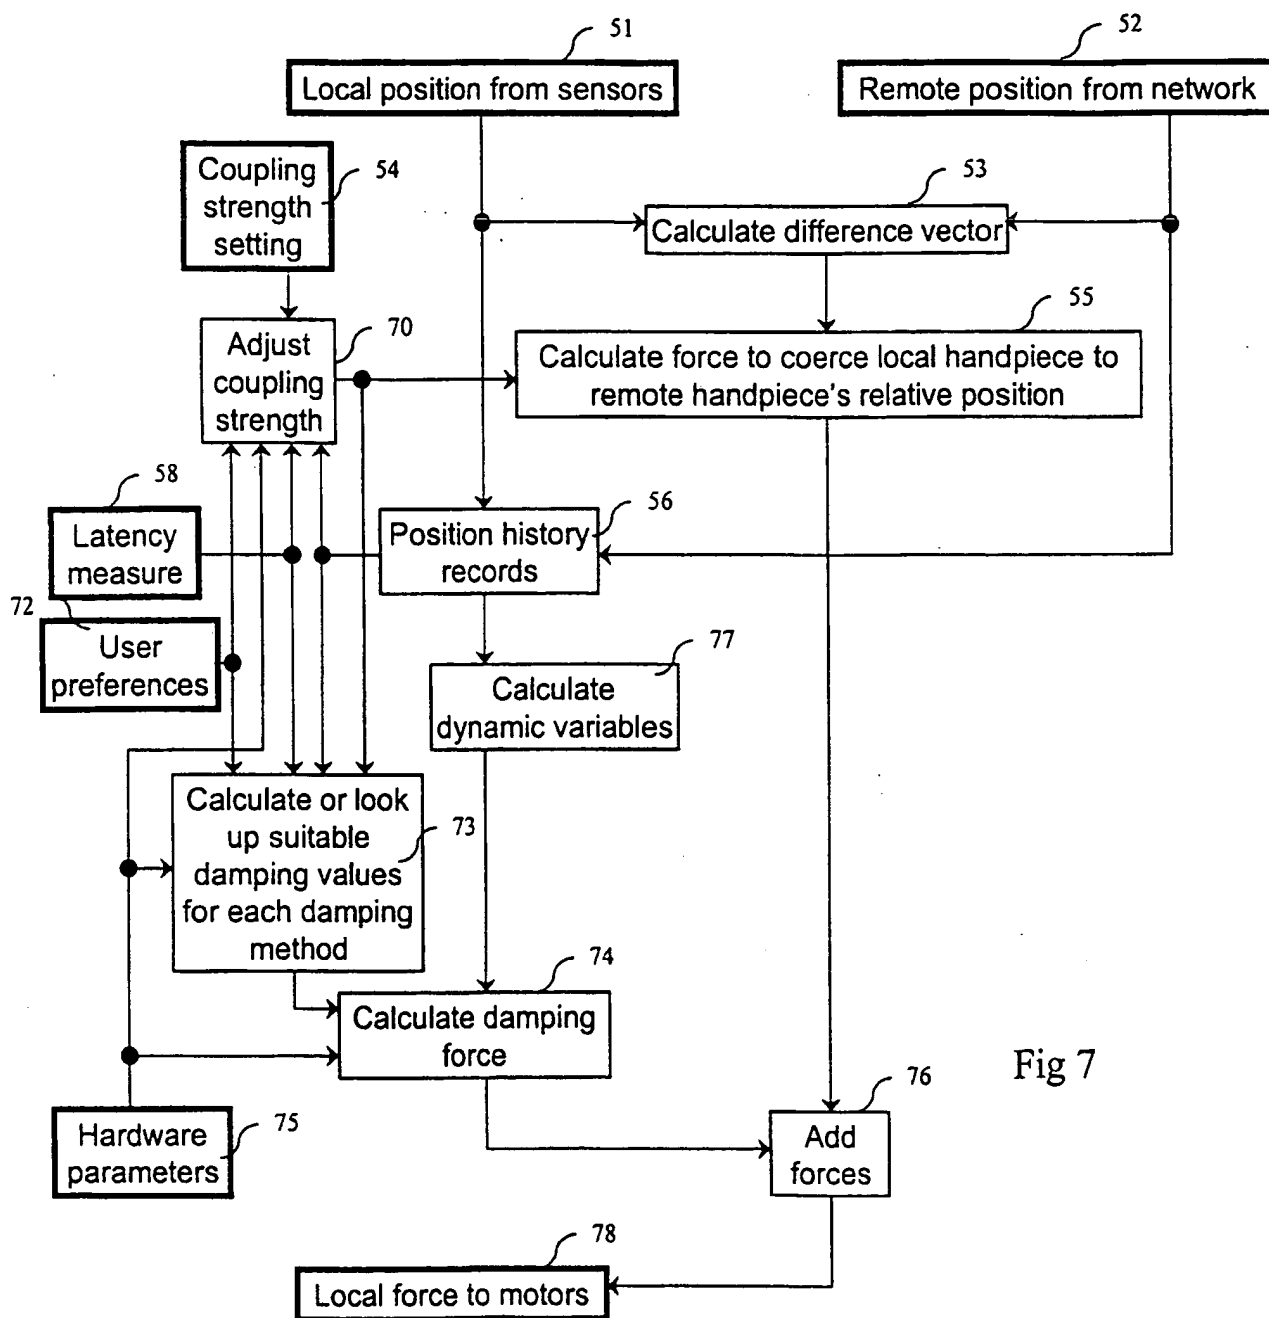 51
52
Local position from sensors
Remote position from network
Coupling
strength
setting
54
53
Calculate difference vector
55
70
Adjust
coupling
strength
Calculate force to coerce local handpiece to
remote handpiece's relative position
58
Latency
measure
56
Position history
records
72
User
preferences
77
Calculate
dynamic variables
Calculate or look
up suitable
damping values
for each damping
method
73
74
Calculate damping
force
Fig 7
76
Add
forces
Hardware
parameters
75
78
Local force to motors